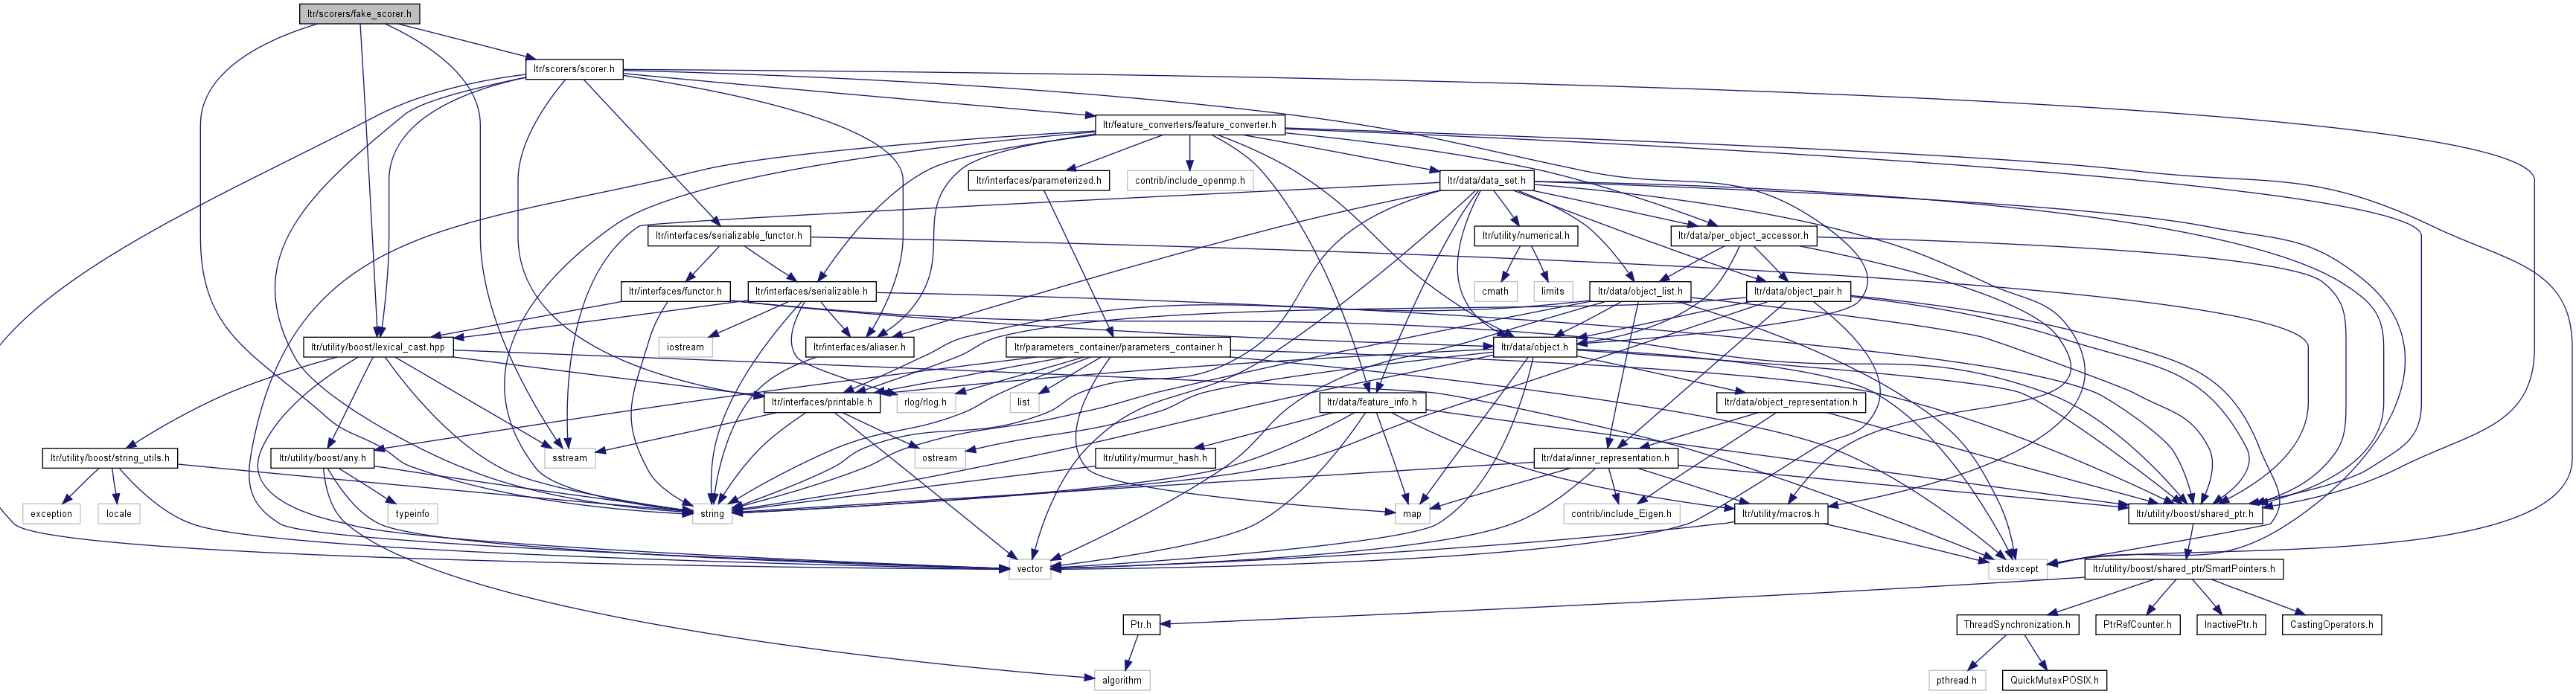 ltr/scorers/fake_scorer.h
ltr/scorers/scorer.h
ltr/feature_converters/feature_converter.h
ltr/interfaces/parameterized.h
contrib/include_openmp.h
ltr/data/data_set.h
ltr/interfaces/serializable_functor.h
ltr/utility/numerical.h
ltr/data/per_object_accessor.h
ltr/interfaces/functor.h
ltr/interfaces/serializable.h
cmath
limits
ltr/data/object_list.h
ltr/data/object_pair.h
ltr/utility/boost/lexical_cast.hpp
iostream
ltr/interfaces/aliaser.h
ltr/parameters_container/parameters_container.h
ltr/data/object.h
ltr/interfaces/printable.h
rlog/rlog.h
list
ltr/data/feature_info.h
ltr/data/object_representation.h
ltr/utility/boost/string_utils.h
ltr/utility/boost/any.h
sstream
ostream
ltr/utility/murmur_hash.h
ltr/data/inner_representation.h
exception
locale
typeinfo
string
map
contrib/include_Eigen.h
ltr/utility/macros.h
ltr/utility/boost/shared_ptr.h
vector
stdexcept
ltr/utility/boost/shared_ptr/SmartPointers.h
Ptr.h
ThreadSynchronization.h
PtrRefCounter.h
InactivePtr.h
CastingOperators.h
algorithm
pthread.h
QuickMutexPOSIX.h